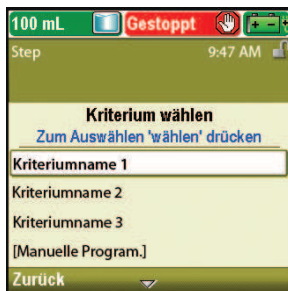 100 mL Gestoppt
Step 9:47 AM
Kriterium wählen
Zum Auswählen 'wählen' drücken
Kriteriumname 1
Kriteriumname 2
Kriteriumname 3
[Manuelle Program.]
Zurück